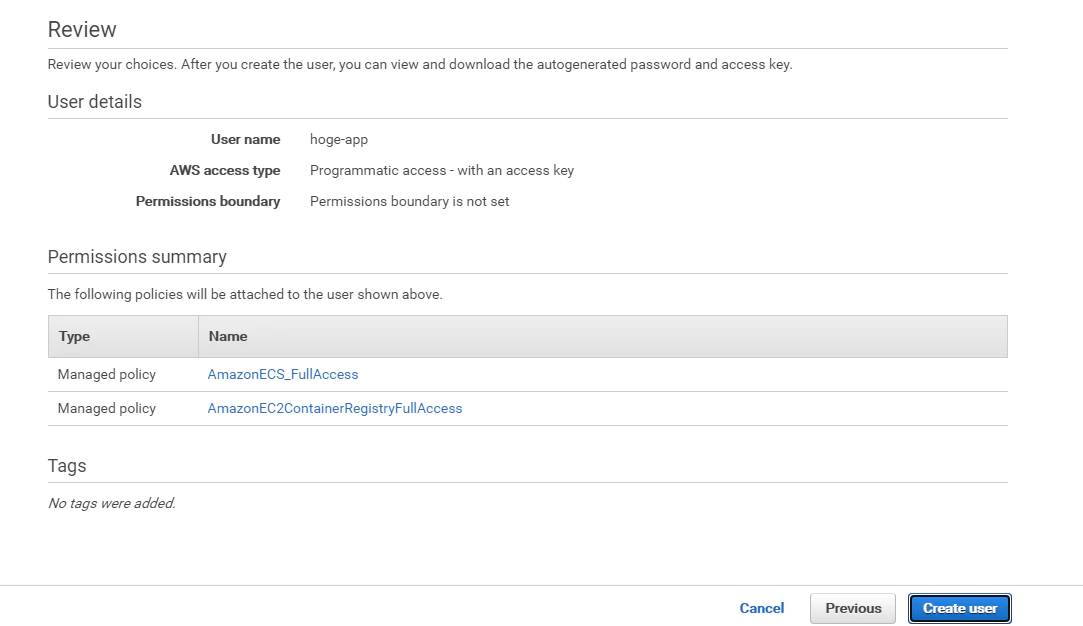 Review
Review your choices. After you create the user, you can view and download the autogenerated password and access key.
User details
User name hoge-app
AWS access type Programmatic access - with an access key
Permissions boundary Permissions boundary is not set
Permissions summary
The following policies will be attached to the user shown above.
Type Name
Managed policy AmazonECS_FullAccess
Managed policy AmazonEC2ContainerRegistryFullAccess
Tags
No tags were added.
Cancel Previous Create user